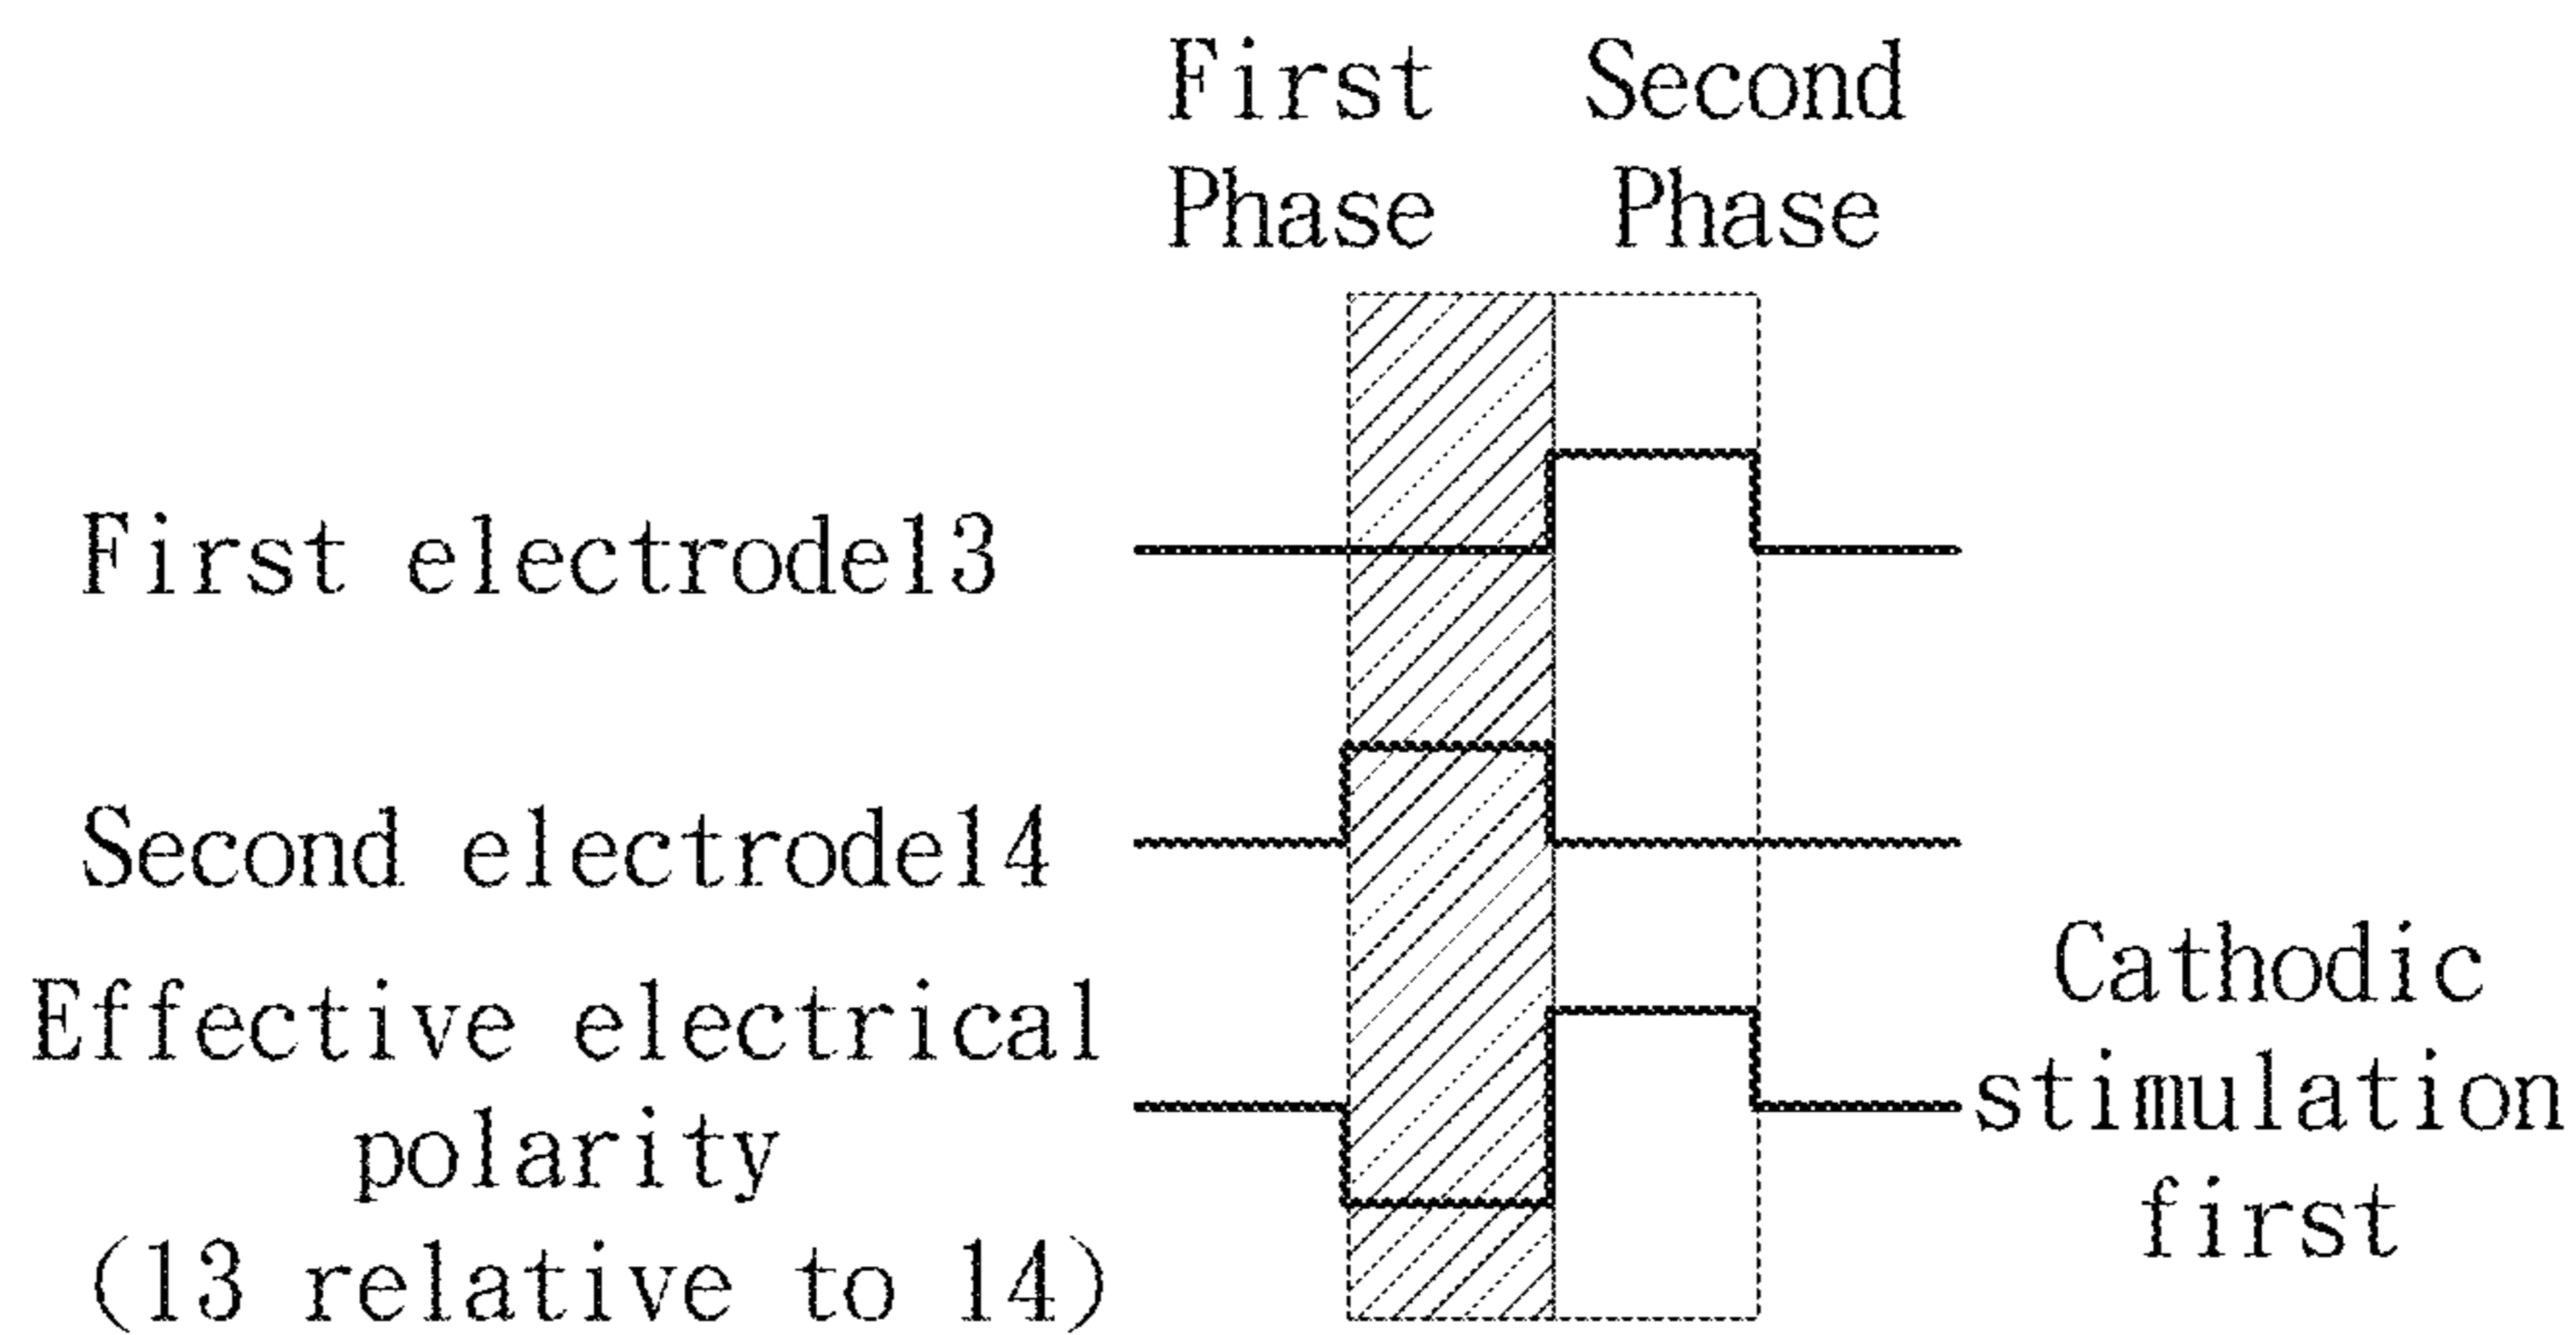 First Second
Phase Phase
First electrode13
Second electrode14
Effective electrical
polarity
(13 relative to 14)
Cathodic
stimulation
first